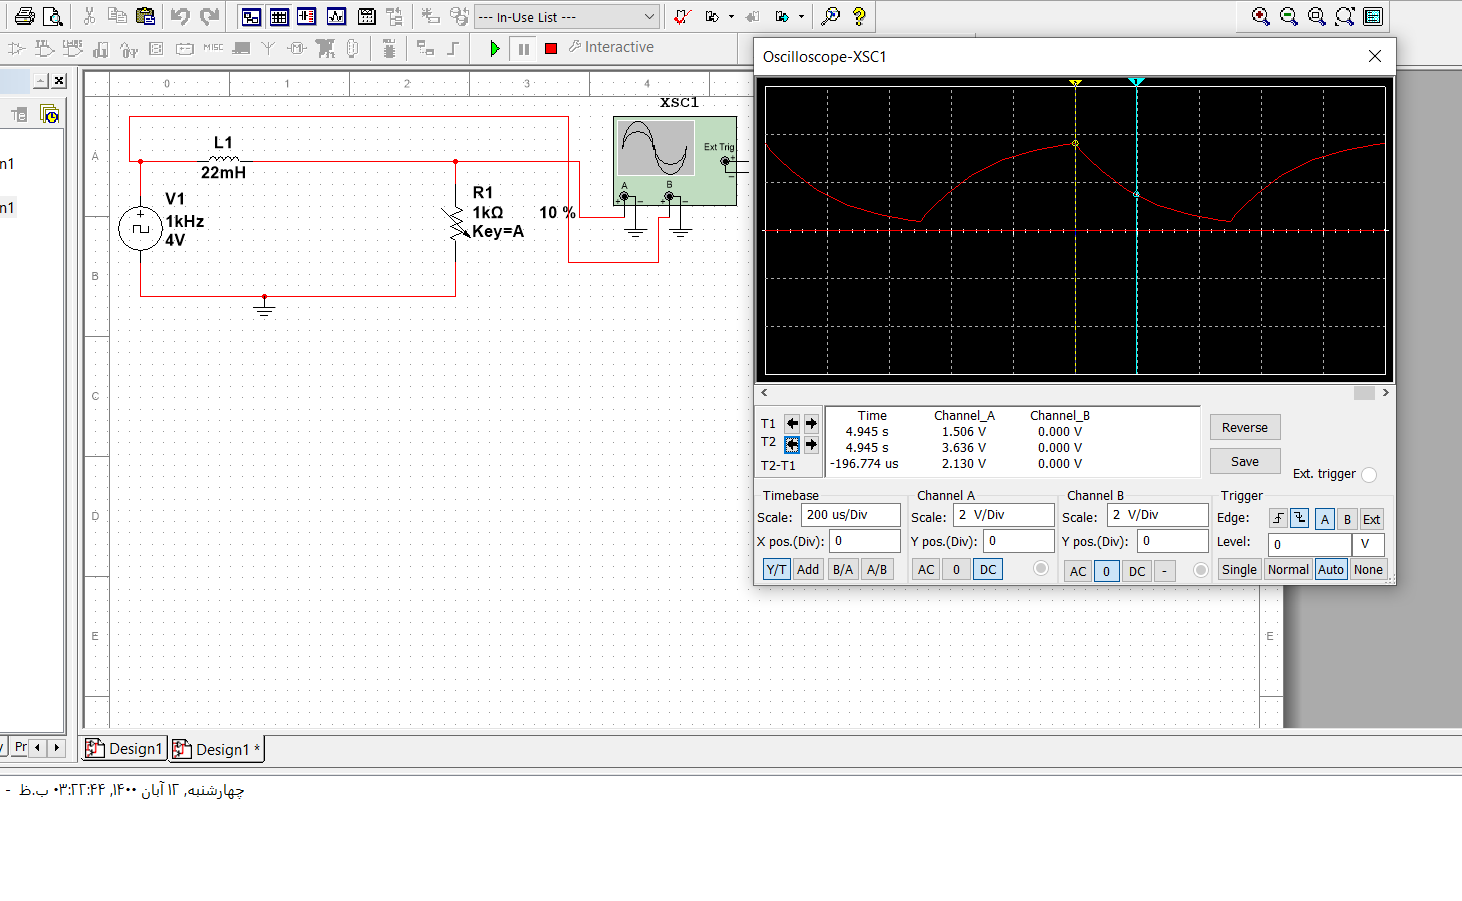 --- In-Use List ---
MISC
Interactive
Oscilloscope-XSC1
0 1 2 3 4
A
B
C
D
E
E
n1
n1
XSC1
Ext Trig
+
−
A
B
+ − + −
L1
22mH
V1
1kHz
4V
+
R1
1kΩ
Key=A
10 %
T1
T2
T2-T1
Time Channel_A Channel_B
4.945 s 1.506 V 0.000 V
4.945 s 3.636 V 0.000 V
-196.774 us 2.130 V 0.000 V
Reverse
Save
Ext. trigger
Timebase
Scale: 200 us/Div
X pos.(Div): 0
Y/T Add B/A A/B
Channel A
Scale: 2 V/Div
Y pos.(Div): 0
AC 0 DC
Channel B
Scale: 2 V/Div
Y pos.(Div): 0
AC 0 DC -
Trigger
Edge: A B Ext
Level: 0 V
Single Normal Auto None
Pr
Design1
Design1 *
چهارشنبه, ۱۲ آبان ۱۴۰۰, ۰۳:۲۲:۴۴ ب.ظ -